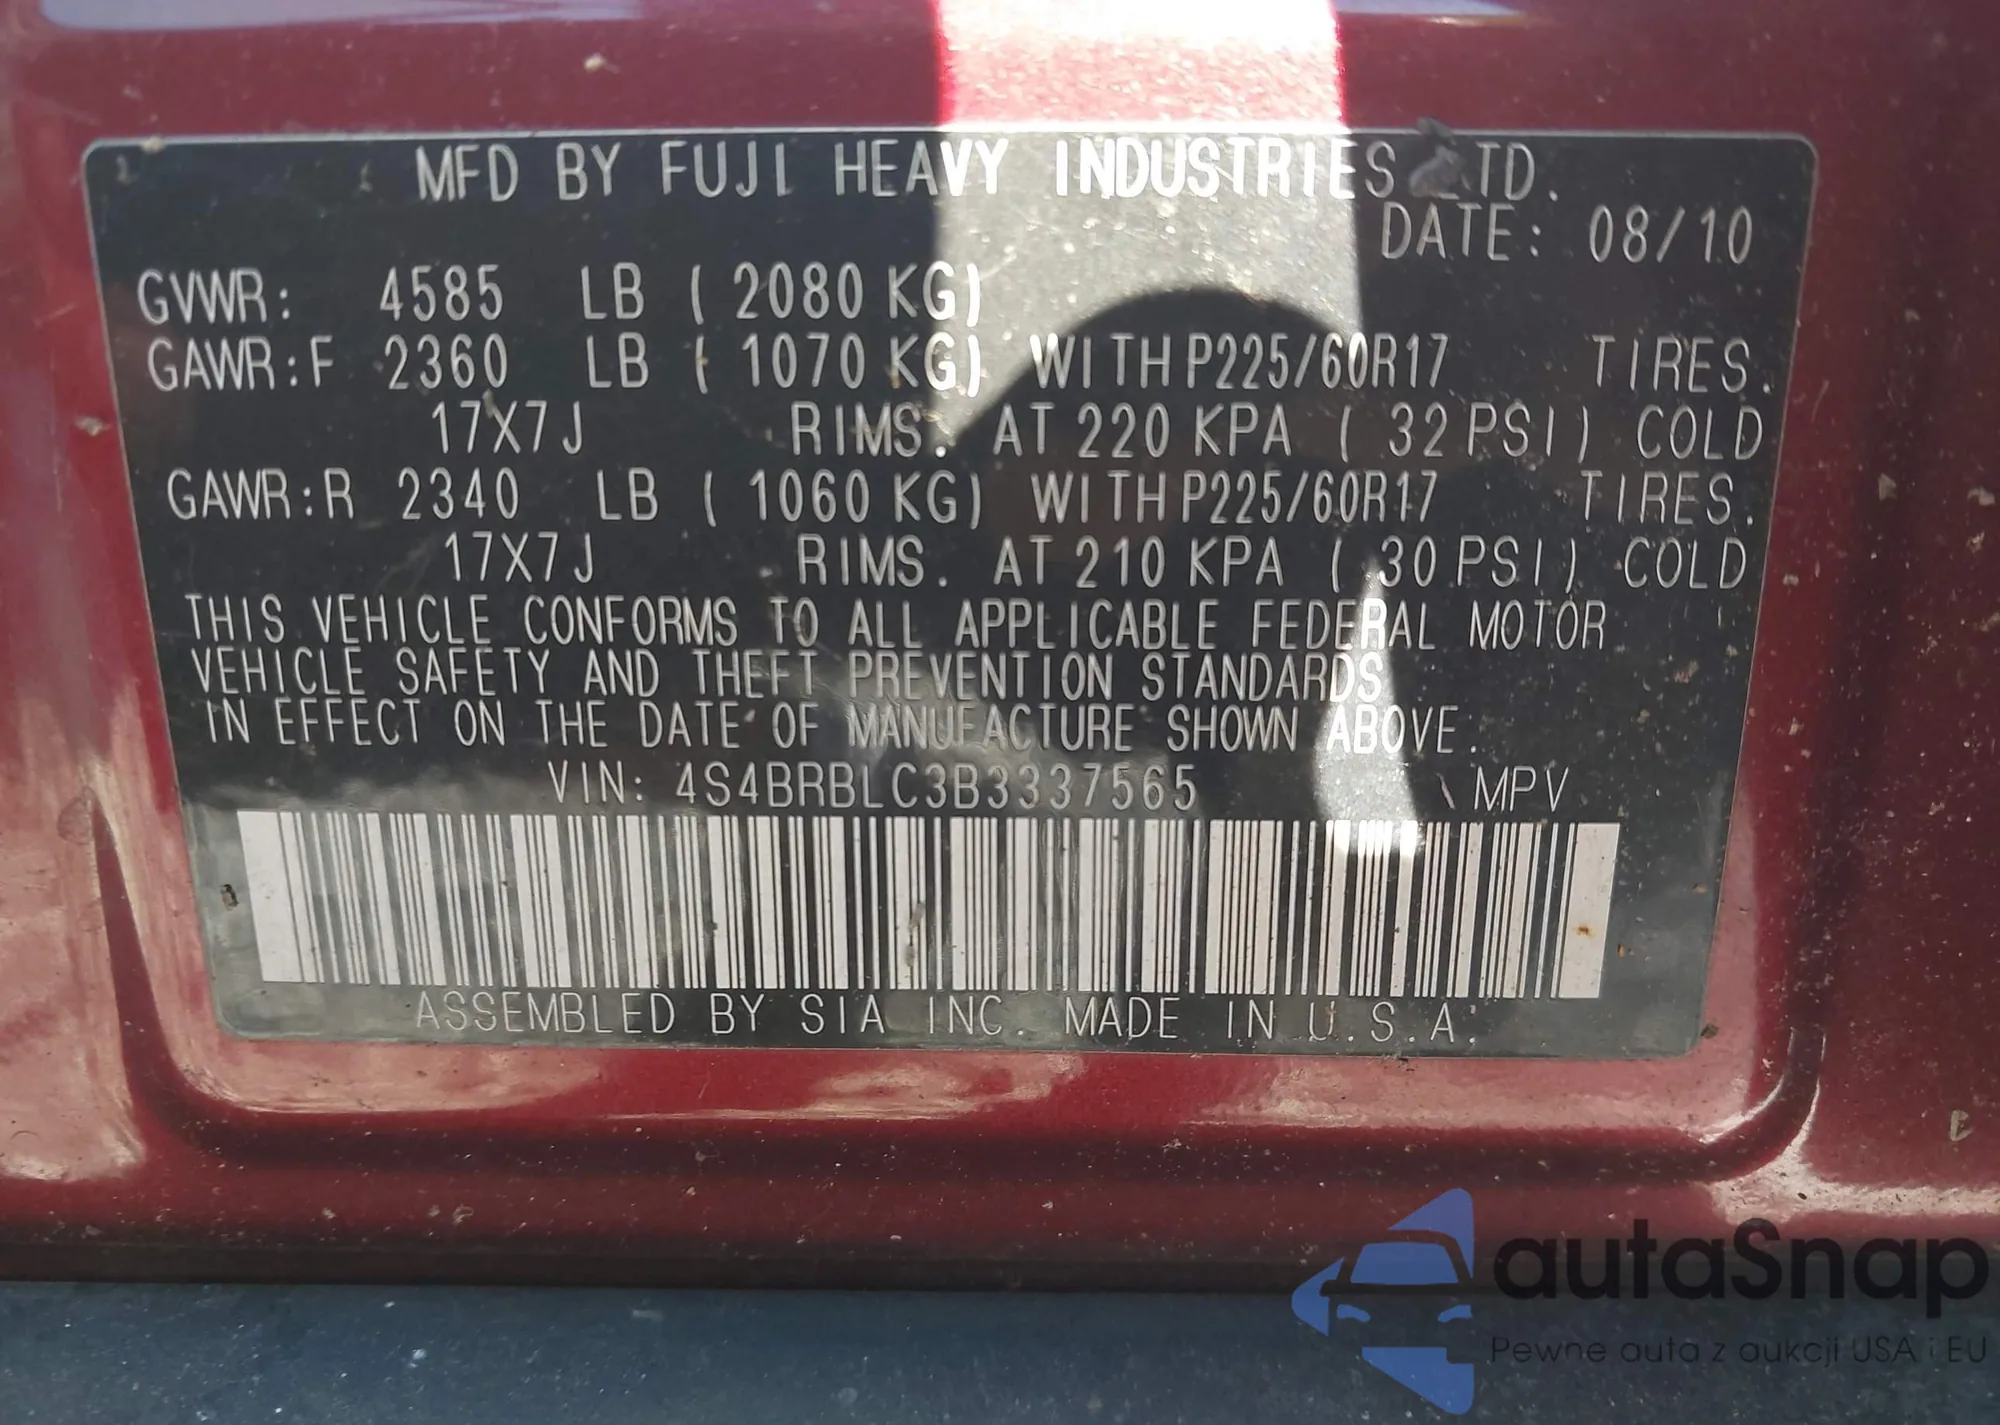 MFD BY FUJI HEAVY INDUSTRIES LTD.
DATE: 08/10
GVWR: 4585 LB ( 2080 KG)
GAWR:F 2360 LB ( 1070 KG) WITH P225/60R17 TIRES.
17X7J RIMS. AT 220 KPA ( 32 PSI) COLD
GAWR:R 2340 LB ( 1060 KG) WITH P225/60R17 TIRES.
17X7J RIMS. AT 210 KPA ( 30 PSI) COLD
THIS VEHICLE CONFORMS TO ALL APPLICABLE FEDERAL MOTOR
VEHICLE SAFETY AND THEFT PREVENTION STANDARDS
IN EFFECT ON THE DATE OF MANUFACTURE SHOWN ABOVE.
VIN: 4S4BRBLC3B3337565 MPV
ASSEMBLED BY SIA INC. MADE IN U.S.A.
autaSnap
Pewne auta z aukcji USA i EU